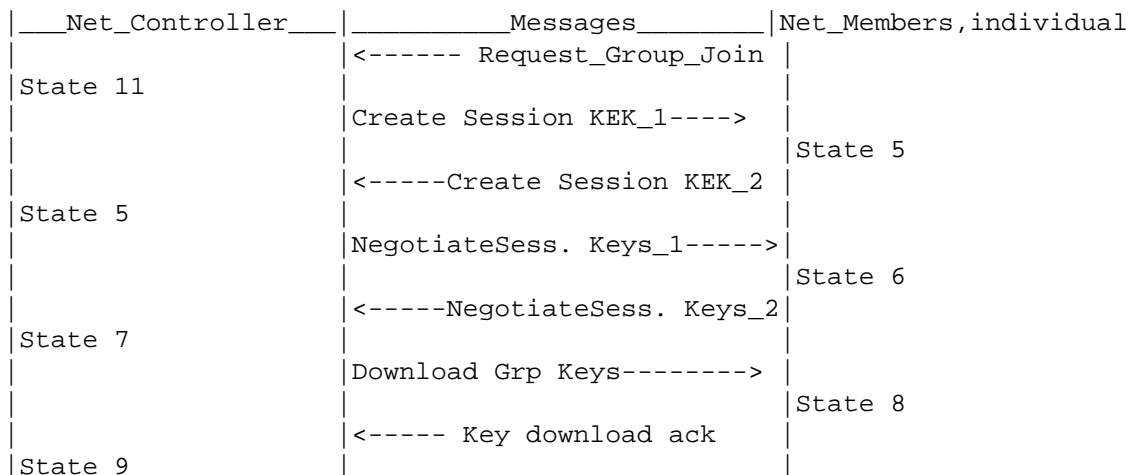 |___Net_Controller___|__________Messages________|Net_Members,individual
|                    |<------ Request_Group_Join |
|State 11            |                           |
|                    |Create Session KEK_1---->  |
|                    |                           |State 5
|                    |<-----Create Session KEK_2 |
|State 5             |                           |
|                    |NegotiateSess. Keys_1----->|
|                    |                           |State 6
|                    |<-----NegotiateSess. Keys_2|
|State 7             |                           |
|                    |Download Grp Keys--------> |
|                    |                           |State 8
|                    |<----- Key download ack    |
|State 9             |                           |